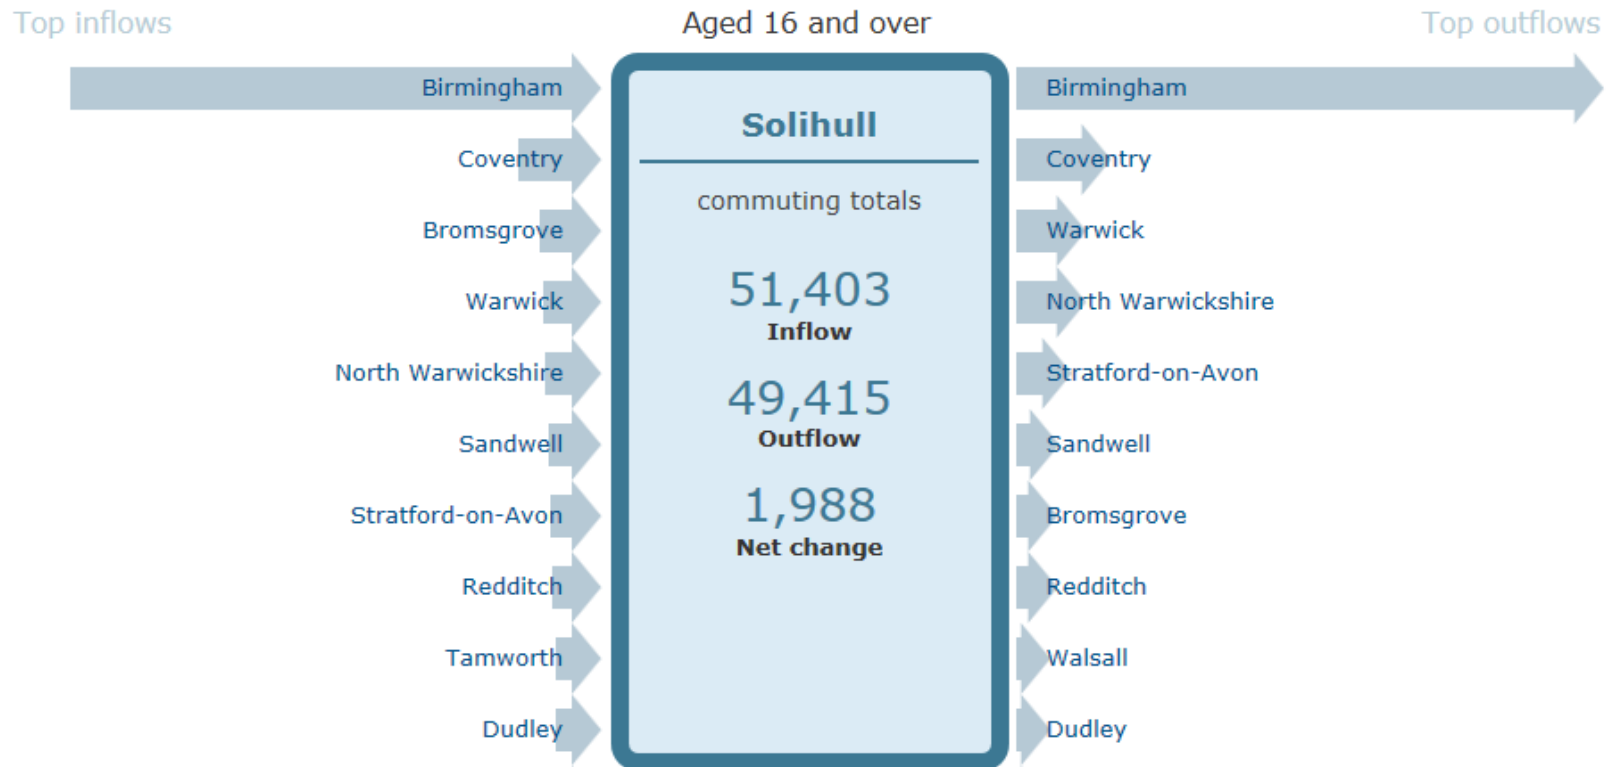 Top inflows
Aged 16 and over
Top outflows
Birmingham
Coventry
Bromsgrove
Warwick
North Warwickshire
Sandwell
Stratford-on-Avon
Redditch
Tamworth
Dudley
Solihull
commuting totals
51,403
Inflow
49,415
Outflow
1,988
Net change
Birmingham
Coventry
Warwick
North Warwickshire
Stratford-on-Avon
Sandwell
Bromsgrove
Redditch
Walsall
Dudley